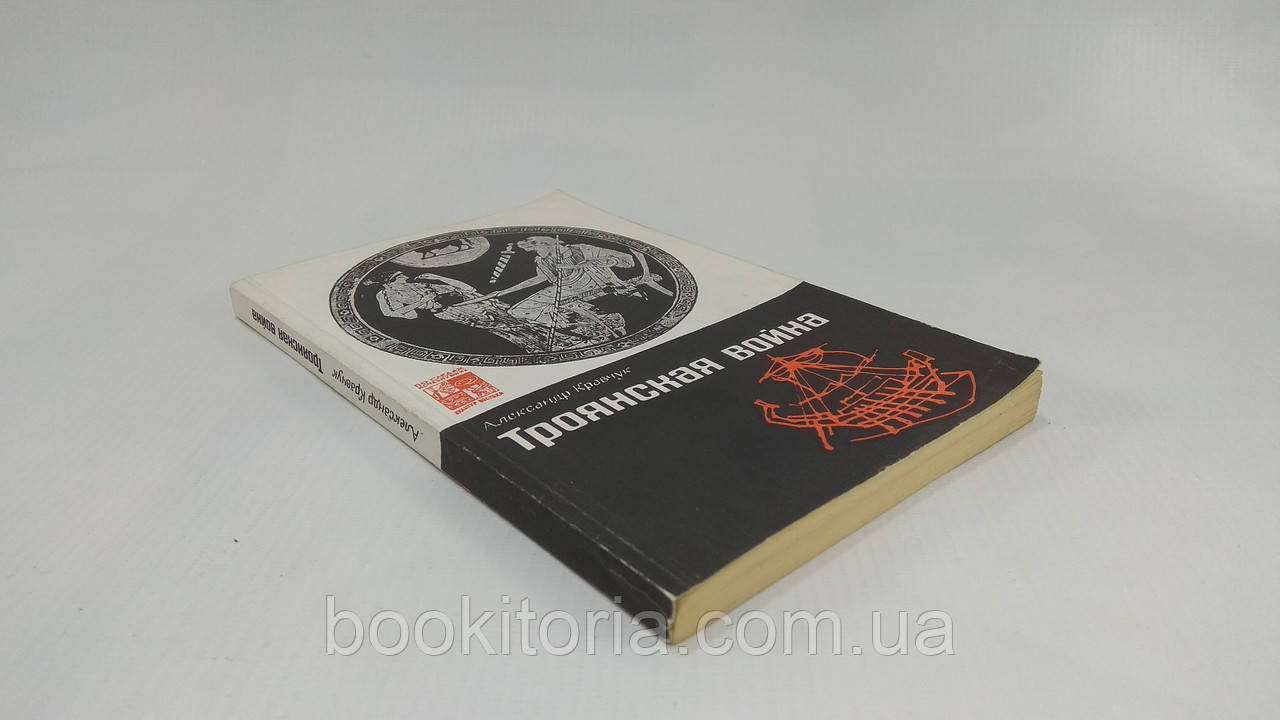 Александр Кравчук
Троянская война
Александр Кравчук
Троянская война
bookitoria.com.ua